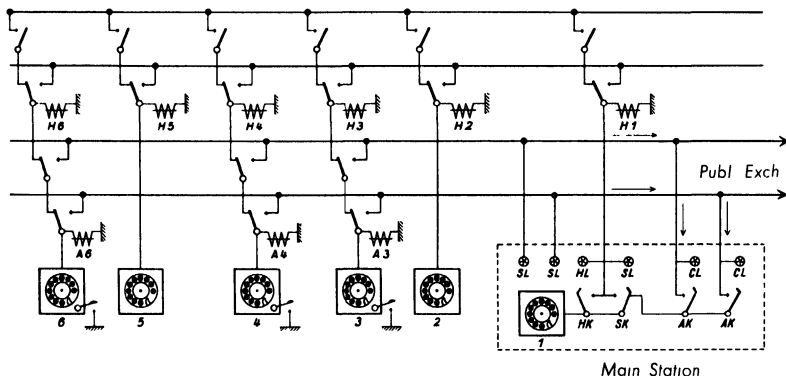 H6 H5 H4 H3 H2 H1
Publ Exch
A6 A4 A3
SL SL HL SL CL CL
6 5 4 3 2 1 HK SK AK AK
Main Station